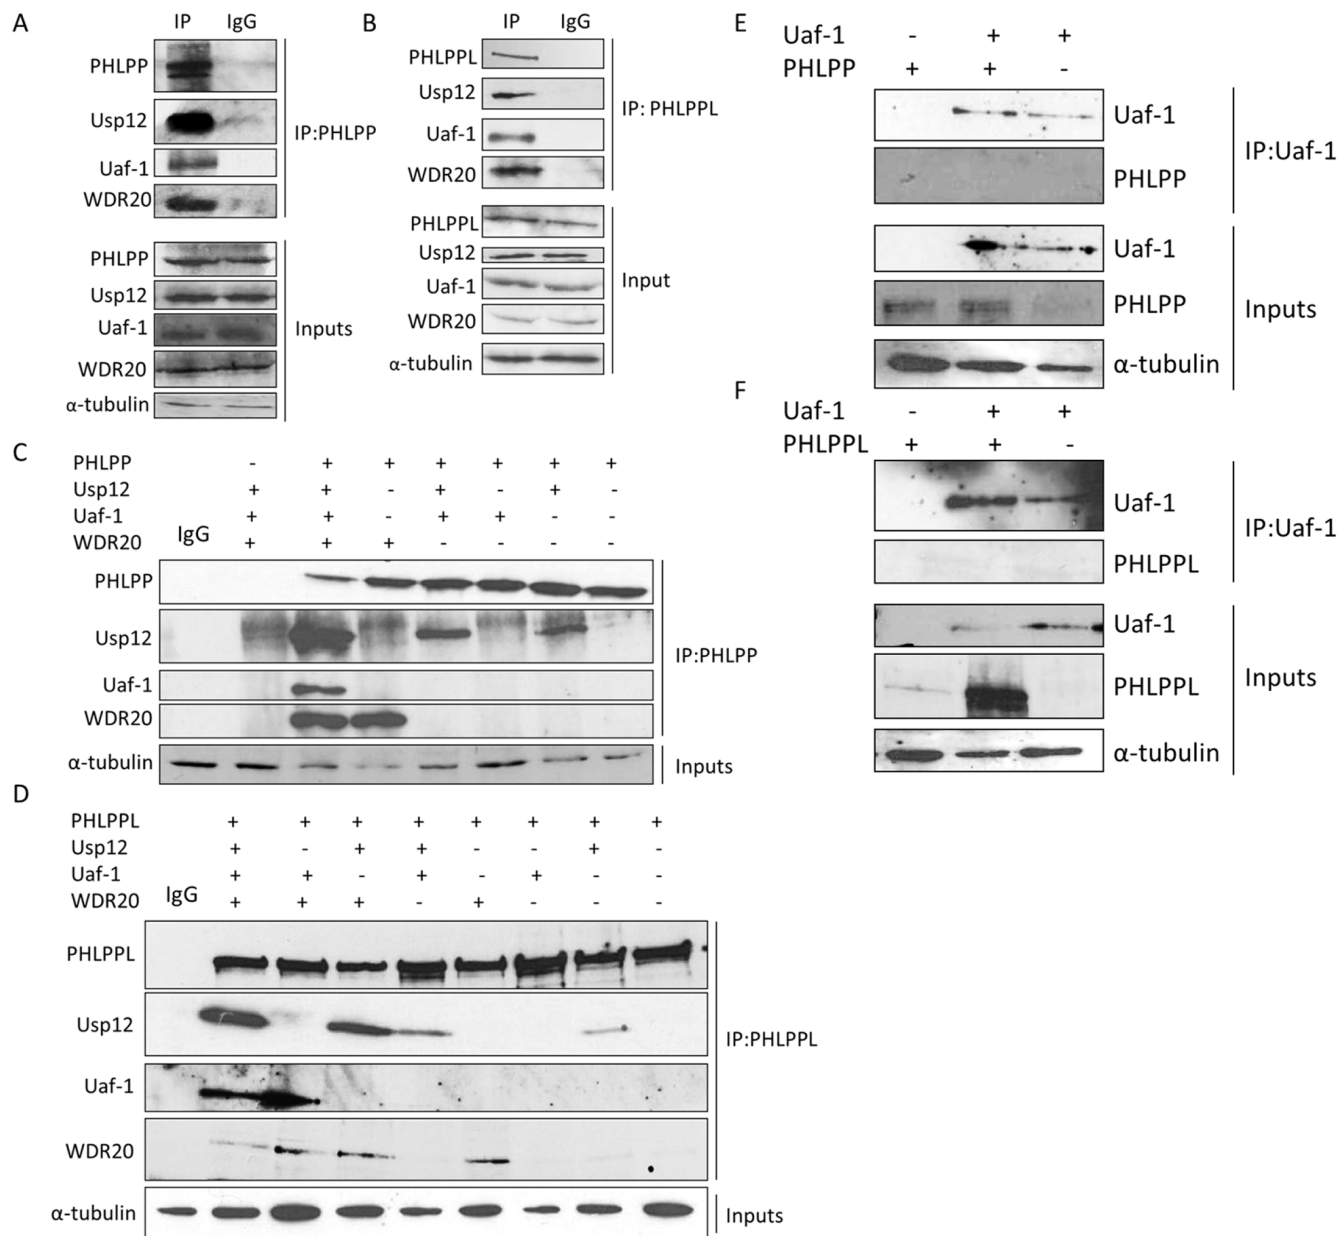 A
IP IgG
PHLPP
Usp12
Uaf-1
WDR20
IP:PHLPP
PHLPP
Usp12
Uaf-1
WDR20
α-tubulin
Inputs
B
IP IgG
PHLPPL
Usp12
Uaf-1
WDR20
IP: PHLPPL
PHLPPL
Usp12
Uaf-1
WDR20
α-tubulin
Input
C
PHLPP - + + + + + +
Usp12 + + - + - + -
Uaf-1 + + - + + - -
WDR20 + + + - - - -
IgG
PHLPP
Usp12
Uaf-1
WDR20
IP:PHLPP
α-tubulin
Inputs
D
PHLPPL + + + + + + + +
Usp12 + - + + - - + -
Uaf-1 + + - + - + - -
WDR20 + + + - + - - -
IgG
PHLPPL
Usp12
Uaf-1
WDR20
IP:PHLPPL
α-tubulin
Inputs
E
Uaf-1 - + +
PHLPP + + -
Uaf-1
PHLPP
IP:Uaf-1
Uaf-1
PHLPP
α-tubulin
Inputs
F
Uaf-1 - + +
PHLPPL + + -
Uaf-1
PHLPPL
IP:Uaf-1
Uaf-1
PHLPPL
α-tubulin
Inputs